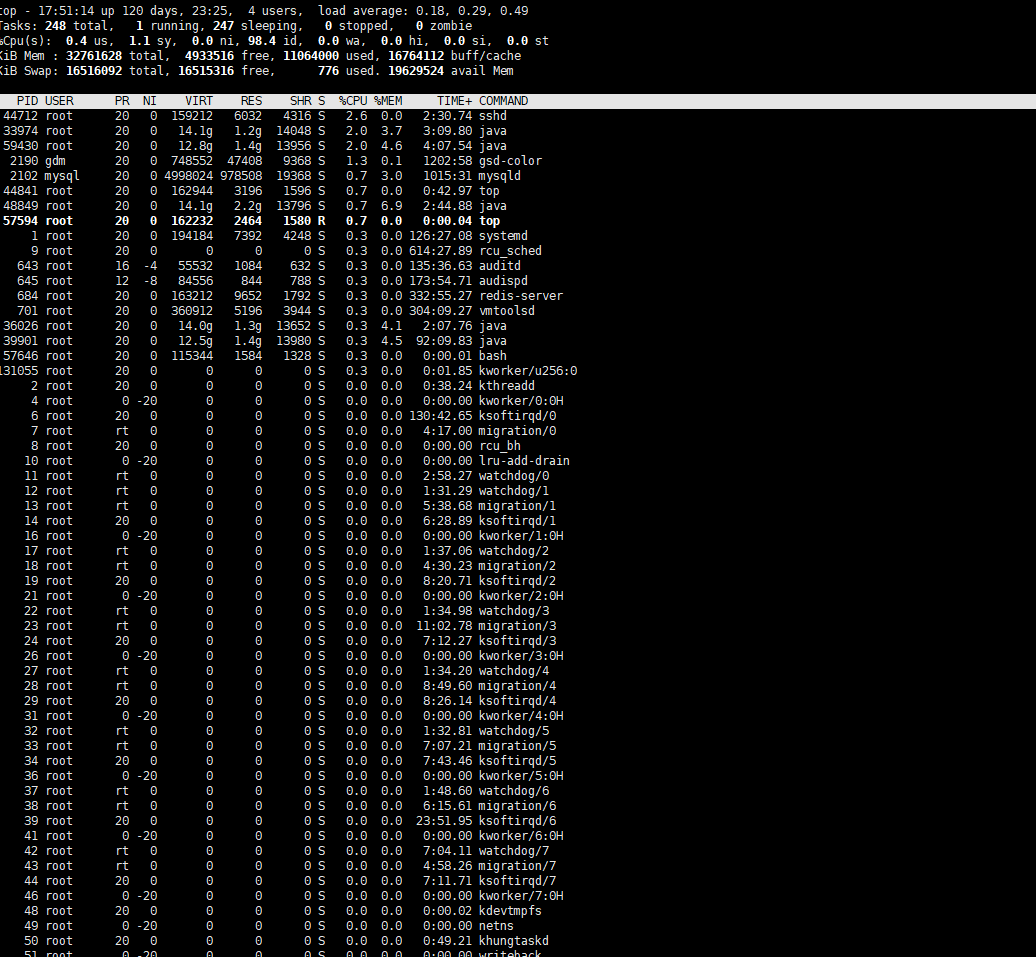 top - 17:51:14 up 120 days, 23:25,  4 users,  load average: 0.18, 0.29, 0.49
Tasks: 248 total,   1 running, 247 sleeping,   0 stopped,   0 zombie
%Cpu(s):  0.4 us,  1.1 sy,  0.0 ni, 98.4 id,  0.0 wa,  0.0 hi,  0.0 si,  0.0 st
KiB Mem : 32761628 total,  4933516 free, 11064000 used, 16764112 buff/cache
KiB Swap: 16516092 total, 16515316 free,      776 used. 19629524 avail Mem
PID USER PR NI VIRT RES SHR S %CPU %MEM TIME+ COMMAND
44712 root 20 0 159212 6032 4316 S 2.6 0.0 2:30.74 sshd
33974 root 20 0 14.1g 1.2g 14048 S 2.0 3.7 3:09.80 java
59430 root 20 0 12.8g 1.4g 13956 S 2.0 4.6 4:07.54 java
2190 gdm 20 0 748552 47408 9368 S 1.3 0.1 1202:58 gsd-color
2102 mysql 20 0 4998024 978508 19368 S 0.7 3.0 1015:31 mysqld
44841 root 20 0 162944 3196 1596 S 0.7 0.0 0:42.97 top
48849 root 20 0 14.1g 2.2g 13796 S 0.7 6.9 2:44.88 java
57594 root 20 0 162232 2464 1580 R 0.7 0.0 0:00.04 top
1 root 20 0 194184 7392 4248 S 0.3 0.0 126:27.08 systemd
9 root 20 0 0 0 0 S 0.3 0.0 614:27.89 rcu_sched
643 root 16 -4 55532 1084 632 S 0.3 0.0 135:36.63 auditd
645 root 12 -8 84556 844 788 S 0.3 0.0 173:54.71 audispd
684 root 20 0 163212 9652 1792 S 0.3 0.0 332:55.27 redis-server
701 root 20 0 360912 5196 3944 S 0.3 0.0 304:09.27 vmtoolsd
36026 root 20 0 14.0g 1.3g 13652 S 0.3 4.1 2:07.76 java
39901 root 20 0 12.5g 1.4g 13980 S 0.3 4.5 92:09.83 java
57646 root 20 0 115344 1584 1328 S 0.3 0.0 0:00.01 bash
131055 root 20 0 0 0 0 S 0.3 0.0 0:01.85 kworker/u256:0
2 root 20 0 0 0 0 S 0.0 0.0 0:38.24 kthreadd
4 root 0 -20 0 0 0 S 0.0 0.0 0:00.00 kworker/0:0H
6 root 20 0 0 0 0 S 0.0 0.0 130:42.65 ksoftirqd/0
7 root rt 0 0 0 0 S 0.0 0.0 4:17.00 migration/0
8 root 20 0 0 0 0 S 0.0 0.0 0:00.00 rcu_bh
10 root 0 -20 0 0 0 S 0.0 0.0 0:00.00 lru-add-drain
11 root rt 0 0 0 0 S 0.0 0.0 2:58.27 watchdog/0
12 root rt 0 0 0 0 S 0.0 0.0 1:31.29 watchdog/1
13 root rt 0 0 0 0 S 0.0 0.0 5:38.68 migration/1
14 root 20 0 0 0 0 S 0.0 0.0 6:28.89 ksoftirqd/1
16 root 0 -20 0 0 0 S 0.0 0.0 0:00.00 kworker/1:0H
17 root rt 0 0 0 0 S 0.0 0.0 1:37.06 watchdog/2
18 root rt 0 0 0 0 S 0.0 0.0 4:30.23 migration/2
19 root 20 0 0 0 0 S 0.0 0.0 8:20.71 ksoftirqd/2
21 root 0 -20 0 0 0 S 0.0 0.0 0:00.00 kworker/2:0H
22 root rt 0 0 0 0 S 0.0 0.0 1:34.98 watchdog/3
23 root rt 0 0 0 0 S 0.0 0.0 11:02.78 migration/3
24 root 20 0 0 0 0 S 0.0 0.0 7:12.27 ksoftirqd/3
26 root 0 -20 0 0 0 S 0.0 0.0 0:00.00 kworker/3:0H
27 root rt 0 0 0 0 S 0.0 0.0 1:34.20 watchdog/4
28 root rt 0 0 0 0 S 0.0 0.0 8:49.60 migration/4
29 root 20 0 0 0 0 S 0.0 0.0 8:26.14 ksoftirqd/4
31 root 0 -20 0 0 0 S 0.0 0.0 0:00.00 kworker/4:0H
32 root rt 0 0 0 0 S 0.0 0.0 1:32.81 watchdog/5
33 root rt 0 0 0 0 S 0.0 0.0 7:07.21 migration/5
34 root 20 0 0 0 0 S 0.0 0.0 7:43.46 ksoftirqd/5
36 root 0 -20 0 0 0 S 0.0 0.0 0:00.00 kworker/5:0H
37 root rt 0 0 0 0 S 0.0 0.0 1:48.60 watchdog/6
38 root rt 0 0 0 0 S 0.0 0.0 6:15.61 migration/6
39 root 20 0 0 0 0 S 0.0 0.0 23:51.95 ksoftirqd/6
41 root 0 -20 0 0 0 S 0.0 0.0 0:00.00 kworker/6:0H
42 root rt 0 0 0 0 S 0.0 0.0 7:04.11 watchdog/7
43 root rt 0 0 0 0 S 0.0 0.0 4:58.26 migration/7
44 root 20 0 0 0 0 S 0.0 0.0 7:11.71 ksoftirqd/7
46 root 0 -20 0 0 0 S 0.0 0.0 0:00.00 kworker/7:0H
48 root 20 0 0 0 0 S 0.0 0.0 0:00.02 kdevtmpfs
49 root 0 -20 0 0 0 S 0.0 0.0 0:00.00 netns
50 root 20 0 0 0 0 S 0.0 0.0 0:49.21 khungtaskd
51 root 0 -20 0 0 0 S 0.0 0.0 0:00.00 writeback